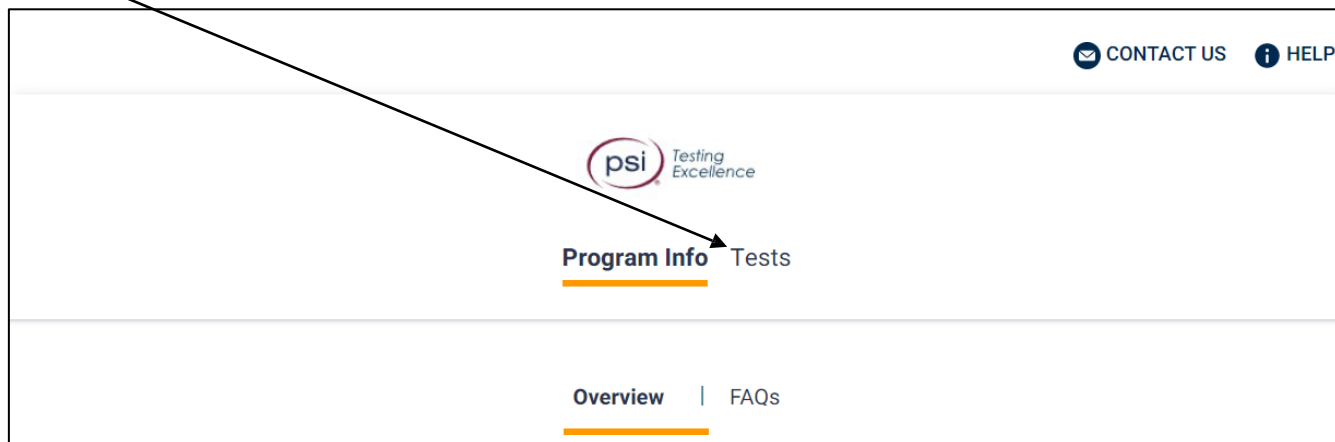 CONTACT US HELP
psi Testing
Excellence
Program Info Tests
Overview | FAQs